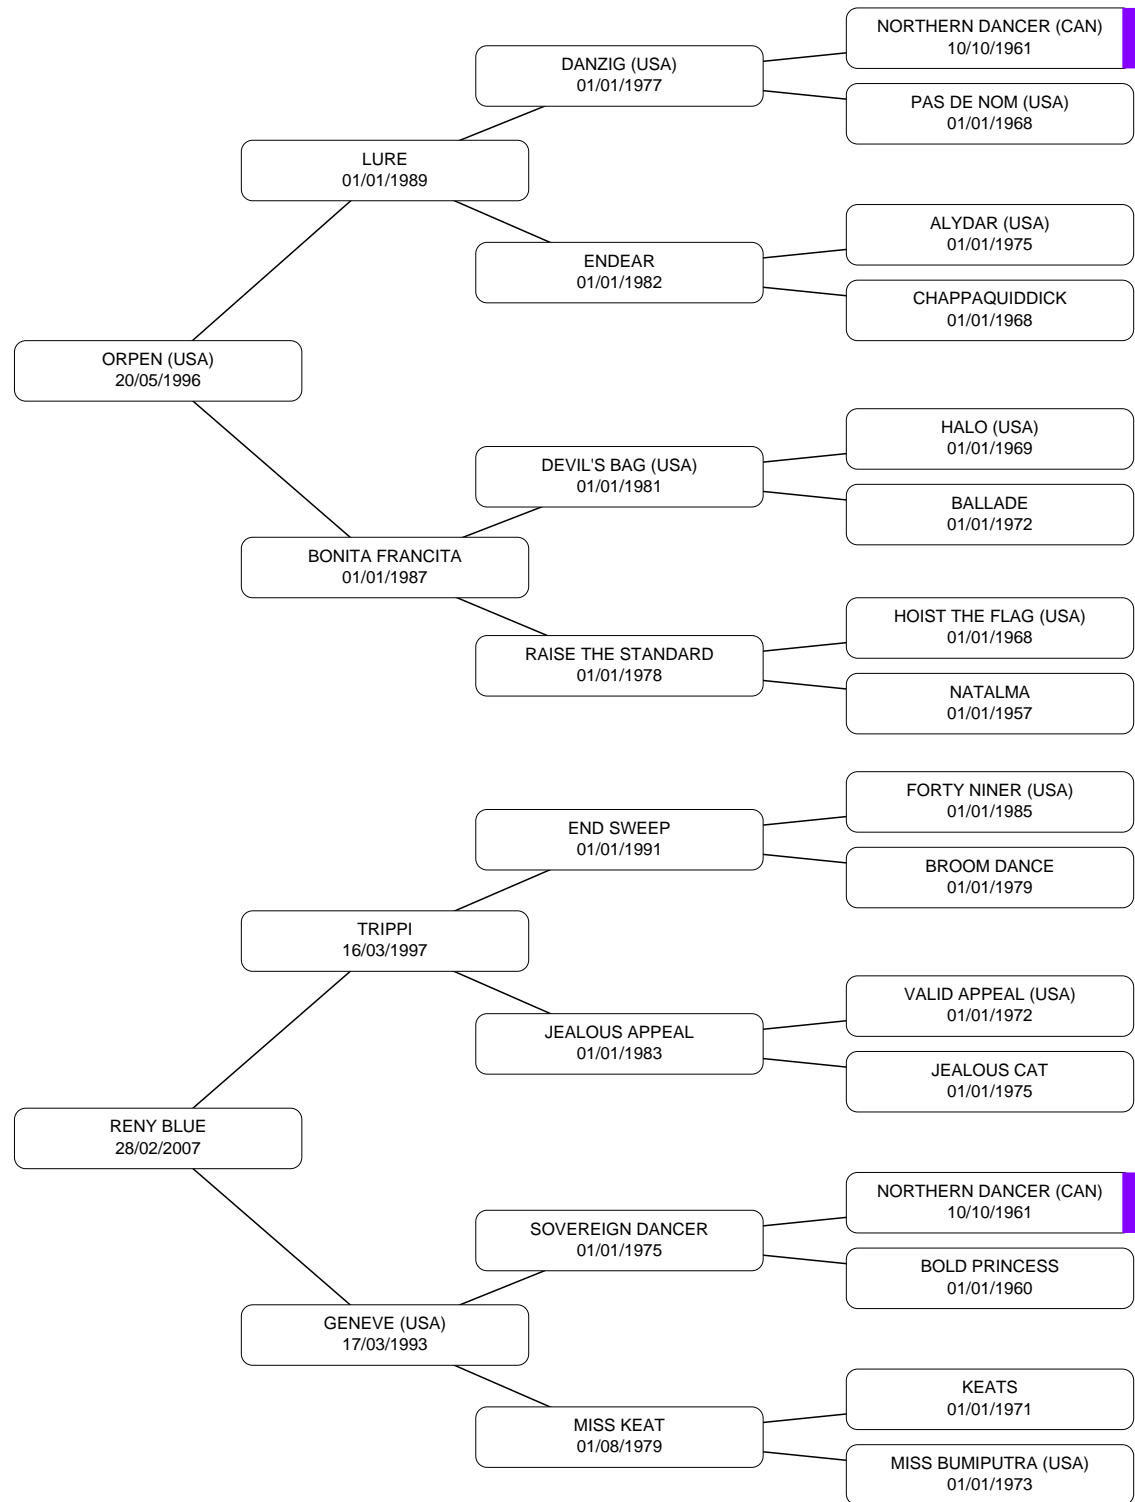 NORTHERN DANCER (CAN)
10/10/1961
DANZIG (USA)
01/01/1977
PAS DE NOM (USA)
01/01/1968
LURE
01/01/1989
ALYDAR (USA)
01/01/1975
ENDEAR
01/01/1982
CHAPPAQUIDDICK
01/01/1968
ORPEN (USA)
20/05/1996
HALO (USA)
01/01/1969
DEVIL'S BAG (USA)
01/01/1981
BALLADE
01/01/1972
BONITA FRANCITA
01/01/1987
HOIST THE FLAG (USA)
01/01/1968
RAISE THE STANDARD
01/01/1978
NATALMA
01/01/1957
FORTY NINER (USA)
01/01/1985
END SWEEP
01/01/1991
BROOM DANCE
01/01/1979
TRIPPI
16/03/1997
VALID APPEAL (USA)
01/01/1972
JEALOUS APPEAL
01/01/1983
JEALOUS CAT
01/01/1975
RENY BLUE
28/02/2007
NORTHERN DANCER (CAN)
10/10/1961
SOVEREIGN DANCER
01/01/1975
BOLD PRINCESS
01/01/1960
GENEVE (USA)
17/03/1993
KEATS
01/01/1971
MISS KEAT
01/08/1979
MISS BUMIPUTRA (USA)
01/01/1973